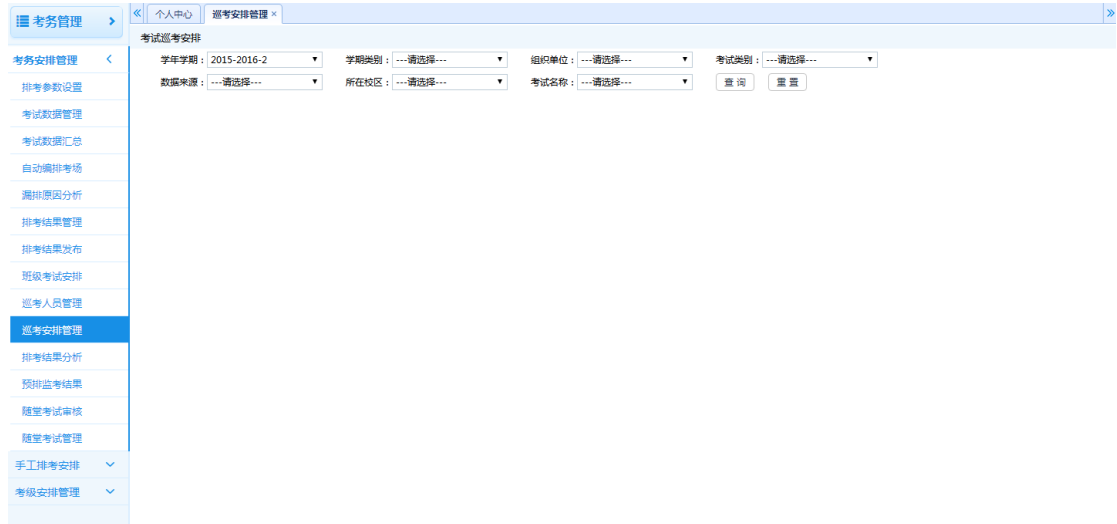 考务管理
个人中心 巡考安排管理 ×
考试巡考安排
学年学期：2015-2016-2 学期类别：---请选择--- 组织单位：---请选择--- 考试类别：---请选择---
数据来源：---请选择--- 所在校区：---请选择--- 考试名称：---请选择--- 查询 重置
考务安排管理
排考参数设置
考试数据管理
考试数据汇总
自动编排考场
漏排原因分析
排考结果管理
排考结果发布
班级考试安排
巡考人员管理
巡考安排管理
排考结果分析
预排监考结果
随堂考试审核
随堂考试管理
手工排考安排
考级安排管理